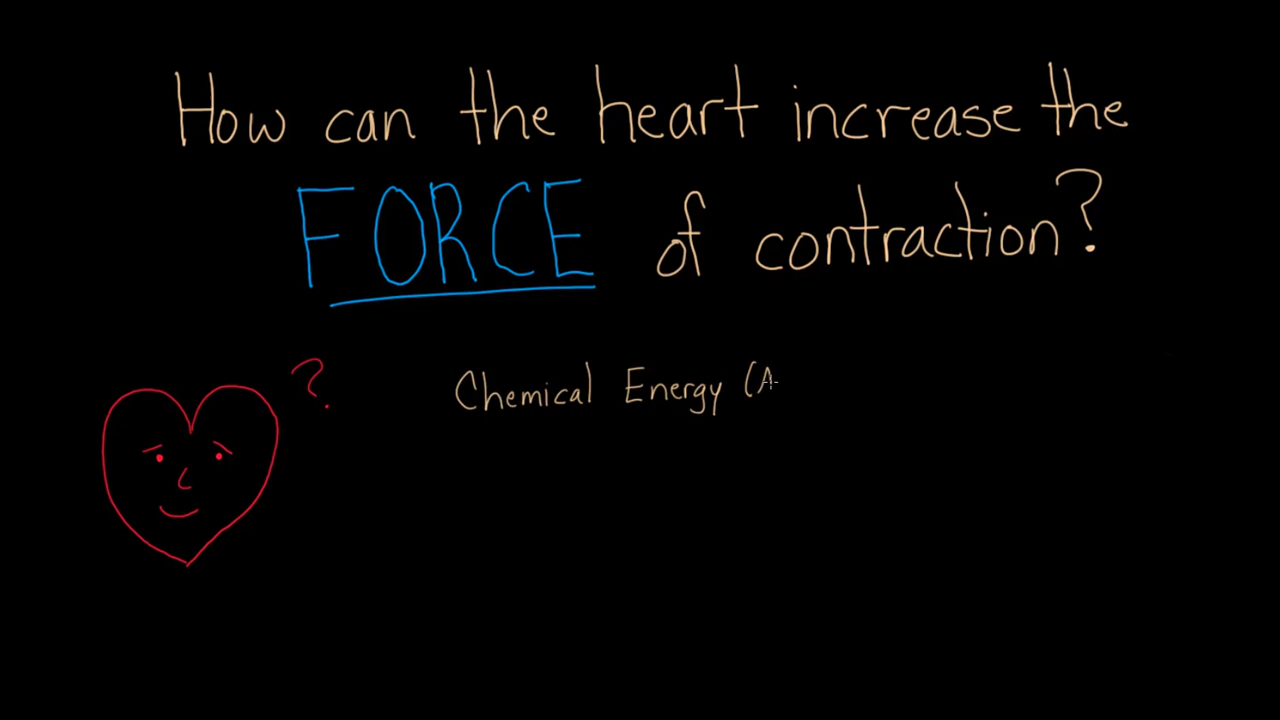 How can the heart increase the
FORCE of contraction?
?
Chemical Energy (A